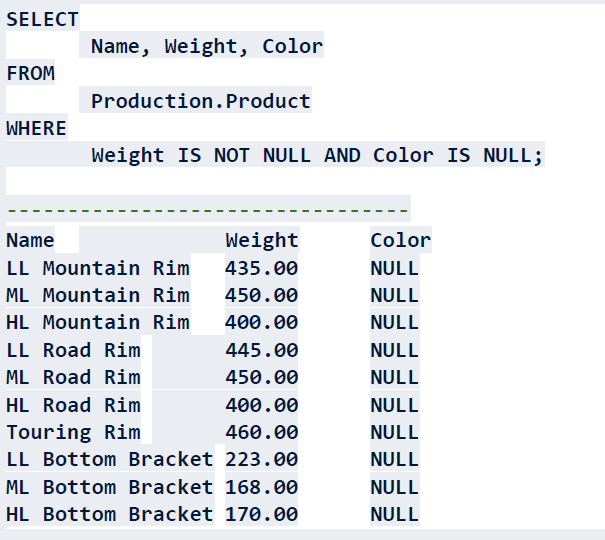 SELECT
Name, Weight, Color
FROM
Production.Product
WHERE
Weight IS NOT NULL AND Color IS NULL;
---------------------------------
Name Weight Color
LL Mountain Rim 435.00 NULL
ML Mountain Rim 450.00 NULL
HL Mountain Rim 400.00 NULL
LL Road Rim 445.00 NULL
ML Road Rim 450.00 NULL
HL Road Rim 400.00 NULL
Touring Rim 460.00 NULL
LL Bottom Bracket 223.00 NULL
ML Bottom Bracket 168.00 NULL
HL Bottom Bracket 170.00 NULL